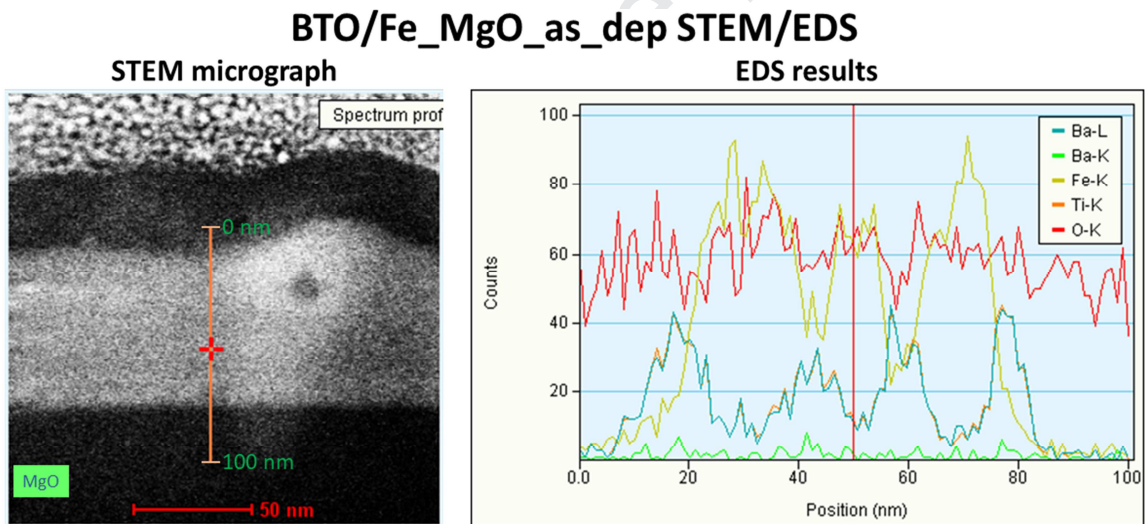 BTO/Fe_MgO_as_dep STEM/EDS
STEM micrograph
EDS results
Spectrum prof
0 nm
100 nm
MgO
50 nm
100
80
60
40
20
Counts
Ba-L
Ba-K
Fe-K
Ti-K
O-K
0.0
20
40
60
80
100
Position (nm)